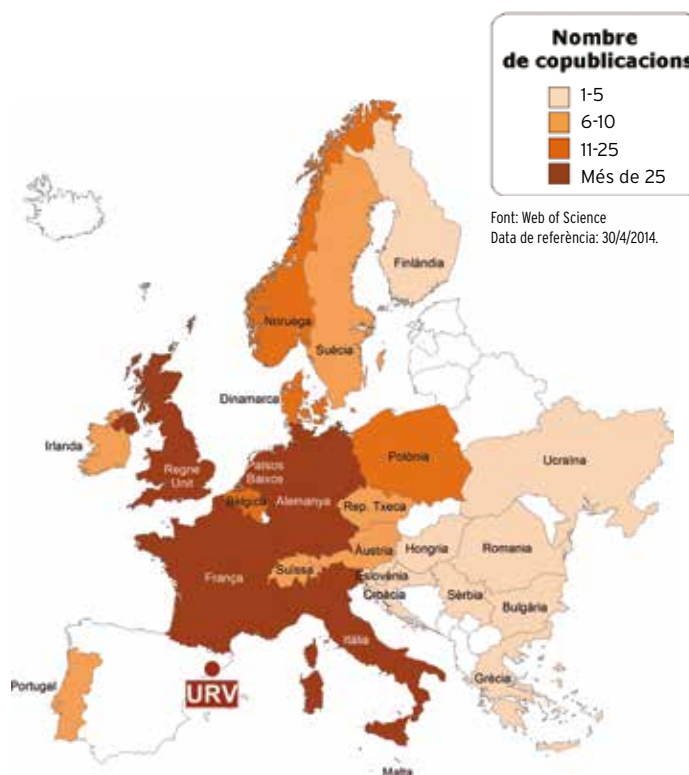 Nombre
de copublicacions
1-5
6-10
11-25
Més de 25
Font: Web of Science
Data de referència: 30/4/2014.
Finlàndia
Noruega
Suècia
Dinamarca
Irlanda
Regne
Unit
Països
Baixos
Bèlgica
Alemanya
Polònia
Ucraïna
Rep. Txeca
Àustria
Hongria
Romania
Suïssa
França
Eslovènia
Croàcia
Sèrbia
Bulgària
Itàlia
Grècia
Portugal
URV
Malta